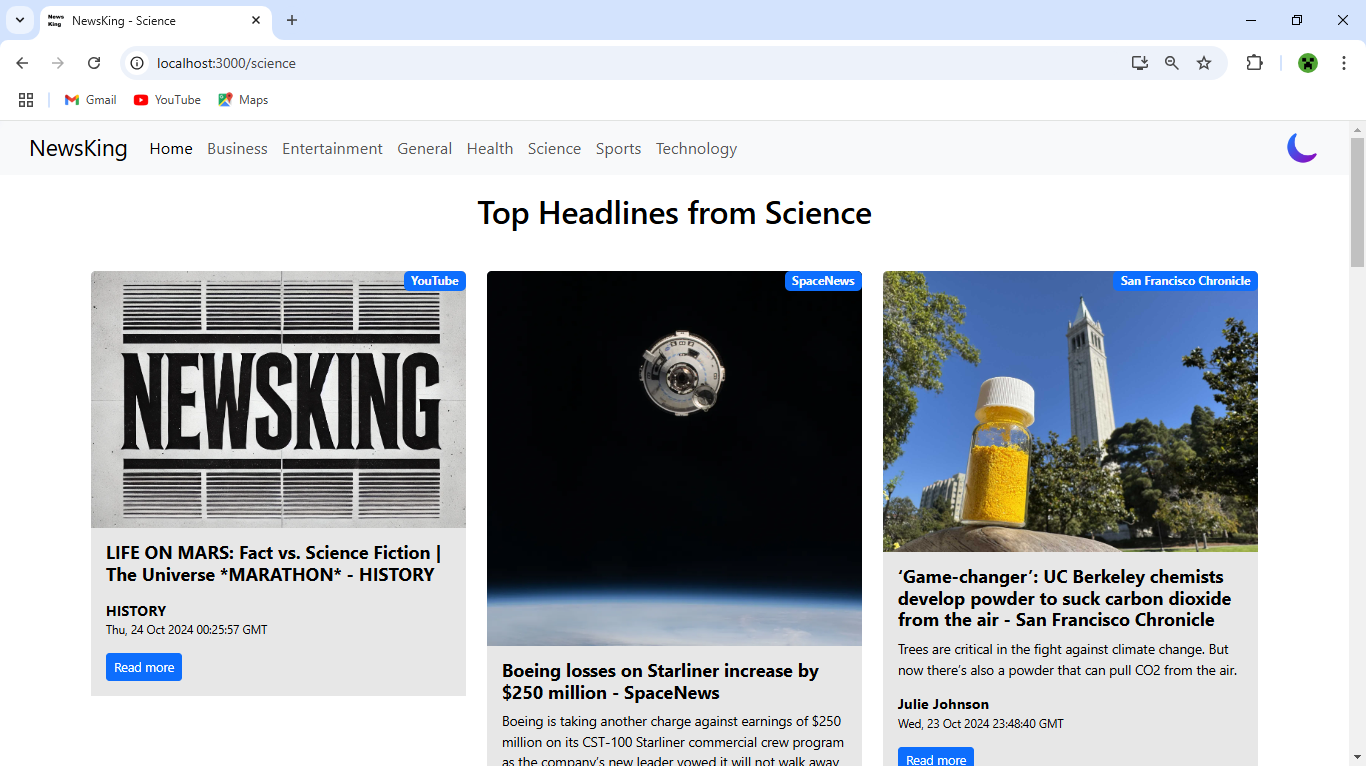 News
King
NewsKing - Science
localhost:3000/science
Gmail
YouTube
Maps
NewsKing
Home
Business
Entertainment
General
Health
Science
Sports
Technology
Top Headlines from Science
YouTube
NEWSKING
LIFE ON MARS: Fact vs. Science Fiction |
The Universe *MARATHON* - HISTORY
HISTORY
Thu, 24 Oct 2024 00:25:57 GMT
Read more
SpaceNews
Boeing losses on Starliner increase by
$250 million - SpaceNews
Boeing is taking another charge against earnings of $250
million on its CST-100 Starliner commercial crew program
as the company's new leader vowed it will not walk away
San Francisco Chronicle
‘Game-changer’: UC Berkeley chemists
develop powder to suck carbon dioxide
from the air - San Francisco Chronicle
Trees are critical in the fight against climate change. But
now there’s also a powder that can pull CO2 from the air.
Julie Johnson
Wed, 23 Oct 2024 23:48:40 GMT
Read more